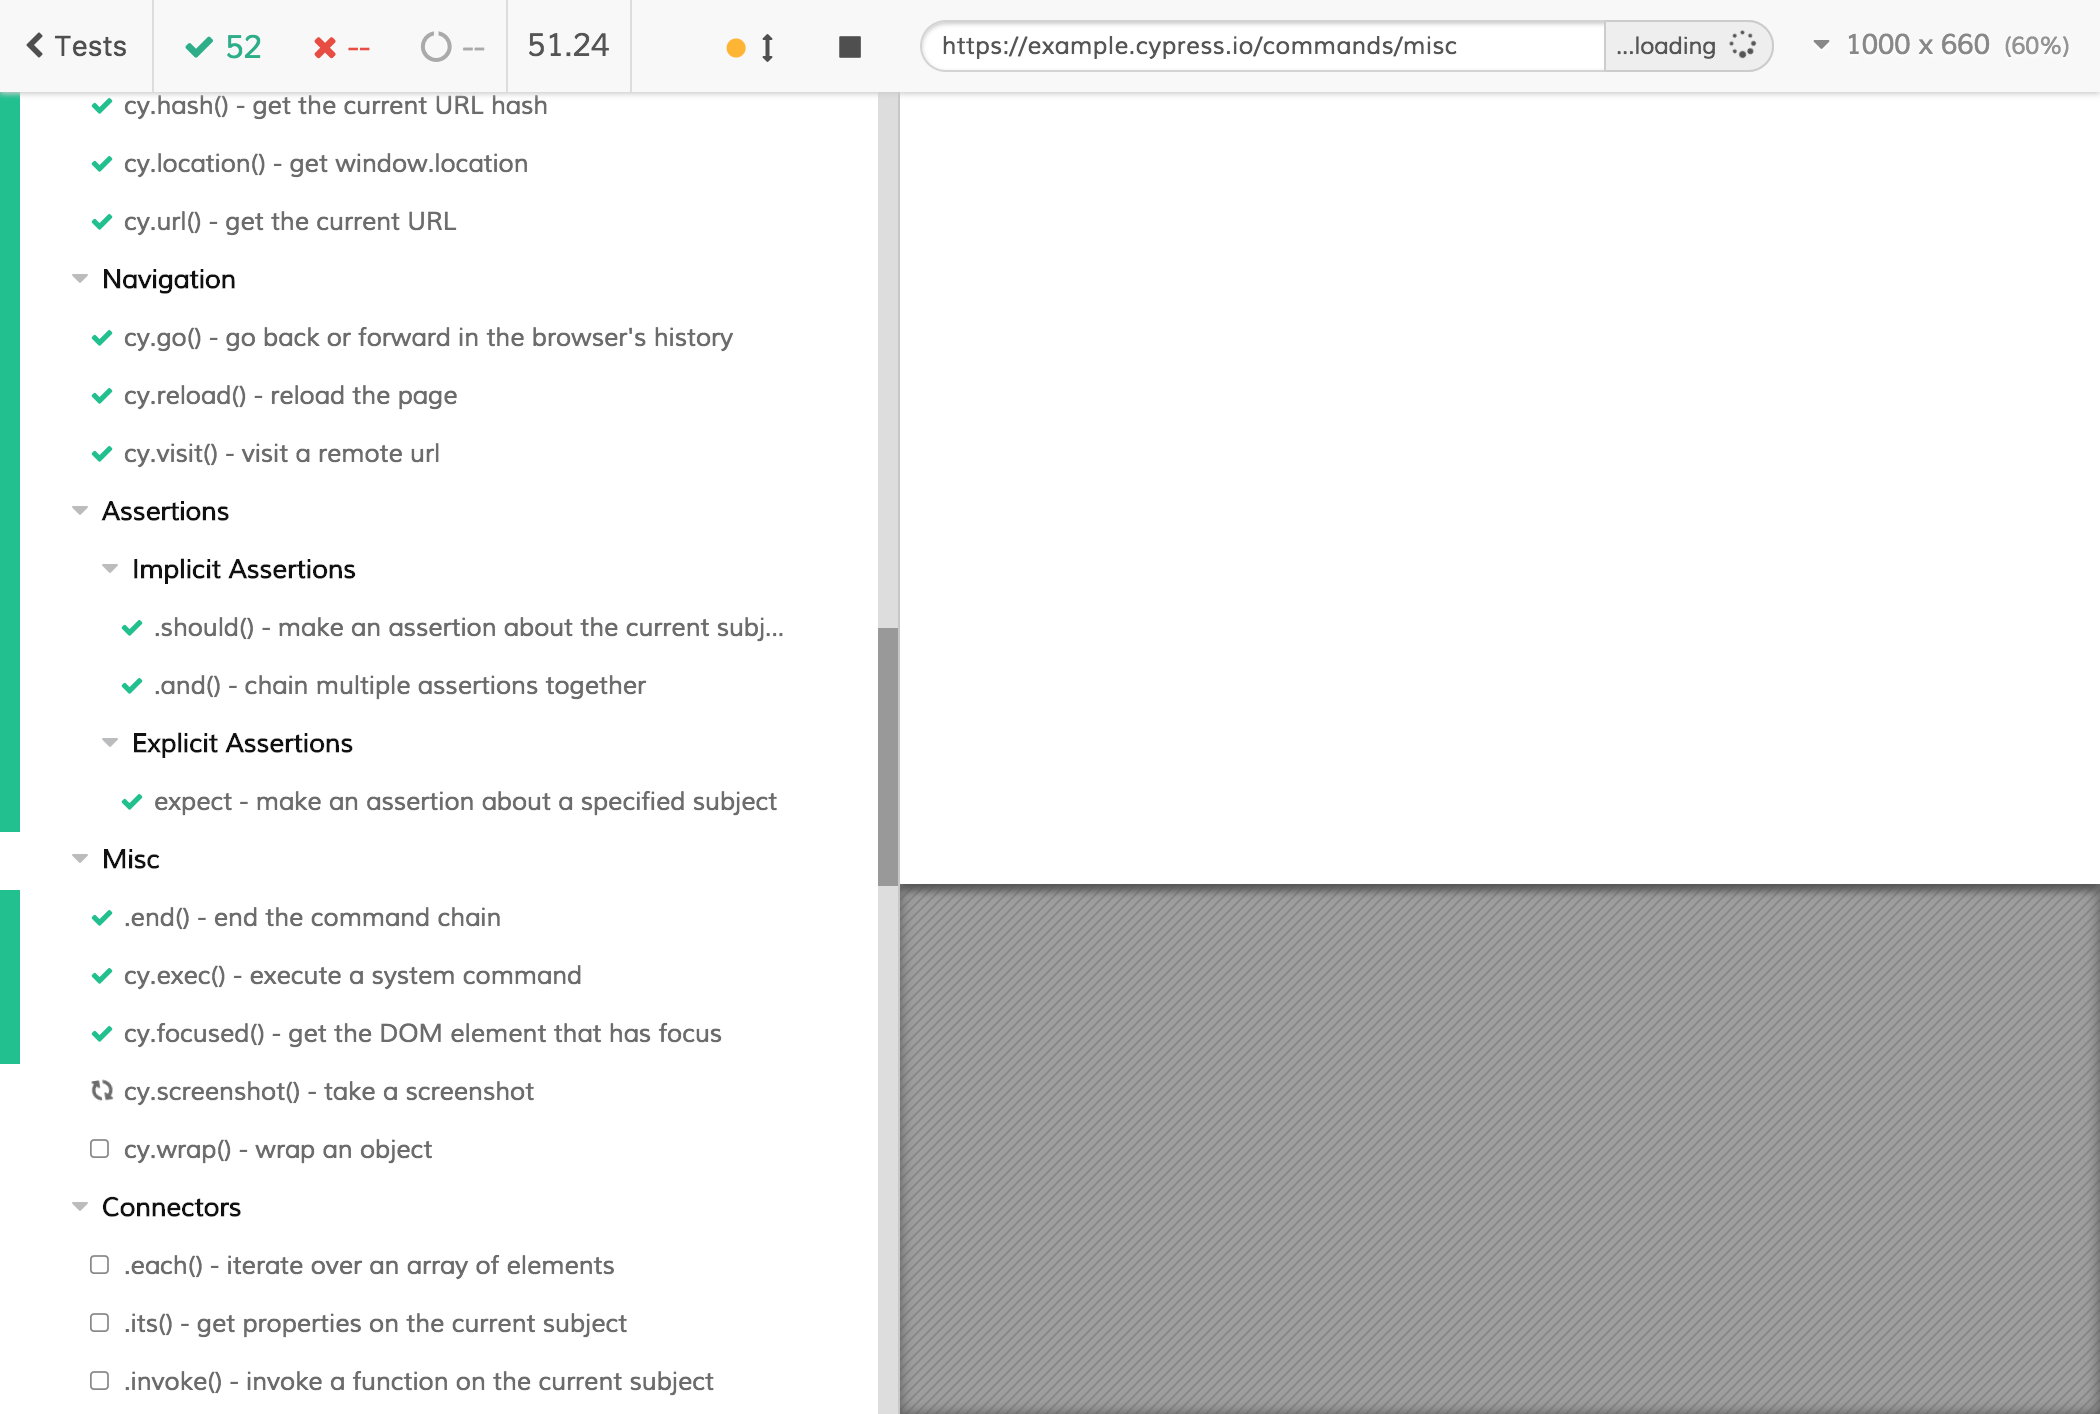 Tests 52 -- -- 51.24 https://example.cypress.io/commands/misc ...loading 1000 x 660 (60%)
cy.hash() - get the current URL hash
cy.location() - get window.location
cy.url() - get the current URL
Navigation
cy.go() - go back or forward in the browser's history
cy.reload() - reload the page
cy.visit() - visit a remote url
Assertions
Implicit Assertions
.should() - make an assertion about the current subj...
.and() - chain multiple assertions together
Explicit Assertions
expect - make an assertion about a specified subject
Misc
.end() - end the command chain
cy.exec() - execute a system command
cy.focused() - get the DOM element that has focus
cy.screenshot() - take a screenshot
cy.wrap() - wrap an object
Connectors
.each() - iterate over an array of elements
.its() - get properties on the current subject
.invoke() - invoke a function on the current subject